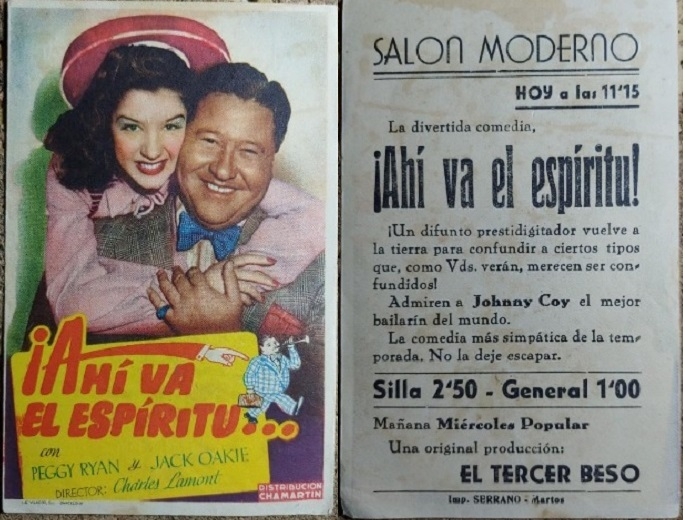 ¡AHÍ VA
EL ESPÍRITU...
con
PEGGY RYAN y JACK OAKIE
DIRECTOR: Charles Lamont
DISTRIBUCION
CHAMARTIN
SALON MODERNO
HOY a las 11'15
La divertida comedia,
¡Ahí va el espíritu!
¡Un difunto prestidigitador vuelve a
la tierra para confundir a ciertos tipos
que, como Vds. verán, merecen ser con-
fundidos!
Admiren a Johnny Coy el mejor
bailarín del mundo.
La comedia más simpática de la tem-
porada. No la deje escapar.
Silla 2'50 - General 1'00
Mañana Miércoles Popular
Una original producción:
EL TERCER BESO
Imp. SERRANO - Martos